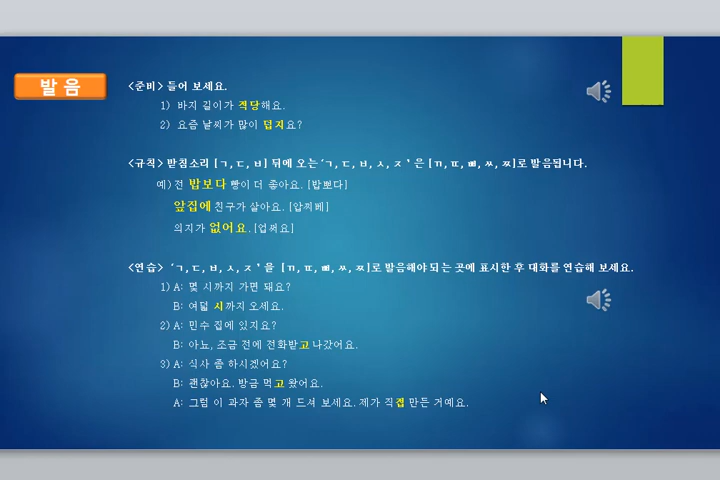 발 음
<준비> 들어 보세요.
1) 바지 길이가 적당해요.
2) 요즘 날씨가 많이 덥지요?
<규칙> 받침소리 [ㄱ, ㄷ, ㅂ] 뒤에 오는 'ㄱ, ㄷ, ㅂ, ㅅ, ㅈ ' 은 [ㄲ, ㄸ, ㅃ, ㅆ, ㅉ]로 발음됩니다.
예) 전 밥보다 빵이 더 좋아요. [밥뽀다]
앞집에 친구가 살아요. [압찌베]
의자가 없어요. [업써요]
<연습> 'ㄱ, ㄷ, ㅂ, ㅅ, ㅈ ' 을 [ㄲ, ㄸ, ㅃ, ㅆ, ㅉ]로 발음해야 되는 곳에 표시한 후 대화를 연습해 보세요.
1) A: 몇 시까지 가면 돼요?
B: 여덟 시까지 오세요.
2) A: 민수 집에 있지요?
B: 아뇨, 조금 전에 전화받고 나갔어요.
3) A: 식사 좀 하시겠어요?
B: 괜찮아요. 방금 먹고 왔어요.
A: 그럼 이 과자 좀 몇 개 드셔 보세요. 제가 직접 만든 거예요.